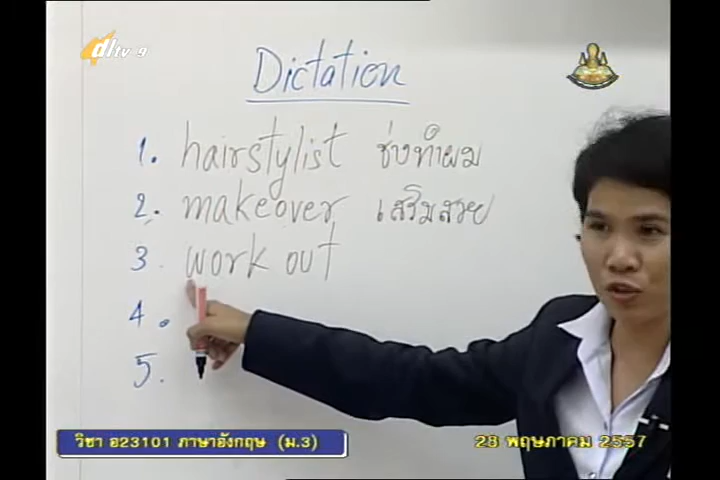 dltv 9
Dictation
1. hairstylist ช่างทำผม
2. makeover เสริมสวย
3 work out
4.
5.
วิชา อ23101 ภาษาอังกฤษ (ม.3)
28 พฤษภาคม 2557